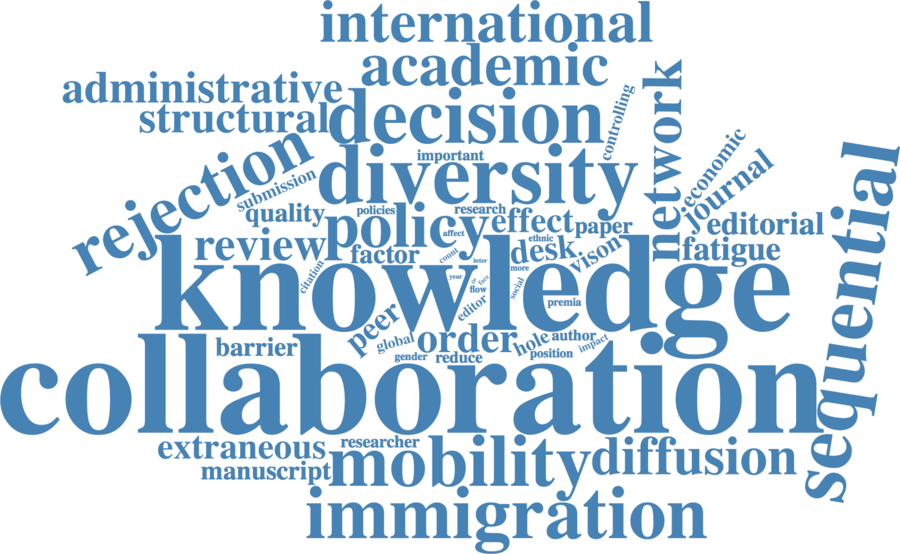 international
academic
administrative
structural
decision
controlling
network
rejection
submission
important
diversity
economic
journal
sequential
quality
policies
policy
research
effect
paper
editorial
affect
ethnic
review
factor
desk
vison
fatigue
count
inter
more
knowledge
citation
year
face
flow
social
premia
editor
peer
global
order
hole
author
impact
barrier
gender
reduce
position
collaboration
extraneous
researcher
manuscript
mobility
diffusion
immigration